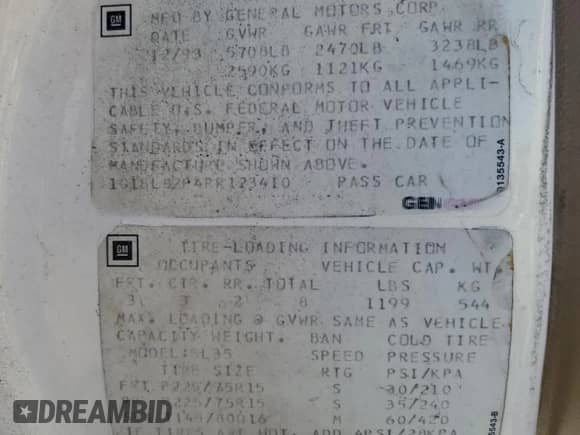 GM
MFD BY GENERAL MOTORS CORP
DATE GVWR GAWR FRT GAWR RR
12/93 5708LB 2470LB 3238LB
2590KG 1121KG 1469KG
THIS VEHICLE CONFORMS TO ALL APPLI-
CABLE U.S. FEDERAL MOTOR VEHICLE
SAFETY, BUMPER, AND THEFT PREVENTION
STANDARDS IN EFFECT ON THE DATE OF
MANUFACTURE SHOWN ABOVE.
PASS CAR
0135543-A
GM
TIRE-LOADING INFORMATION
OCCUPANTS VEHICLE CAP. WT.
FRT. CTR. RR. TOTAL LBS KG
3 3 2 8 1199 544
MAX. LOADING @ GVWR SAME AS VEHICLE
CAPACITY WEIGHT. BAN COLD TIRE
MODEL: BL35 SPEED PRESSURE
TIRE SIZE RTG PSI/KPA
FRT P225/75R15 S 30/210
P225/75R15 S 35/240
M 60/420
5543-B
DREAMBID